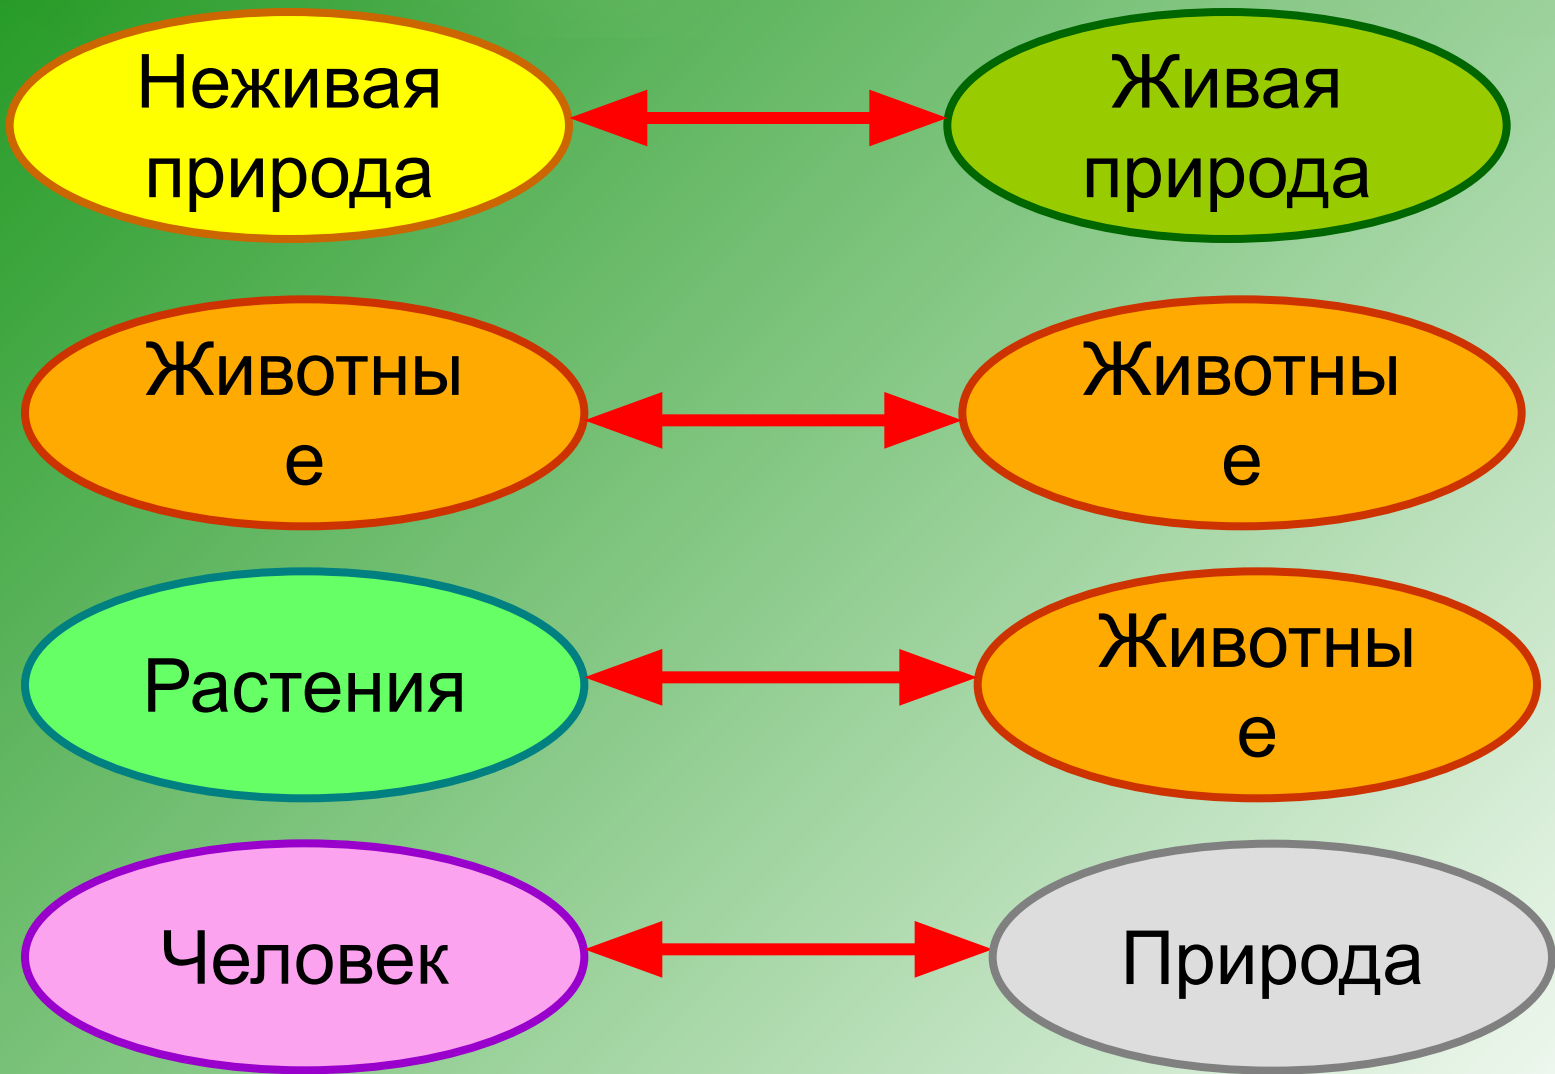 Неживая
природа
Живая
природа
Животны
е
Животны
е
Растения
Животны
е
Человек
Природа